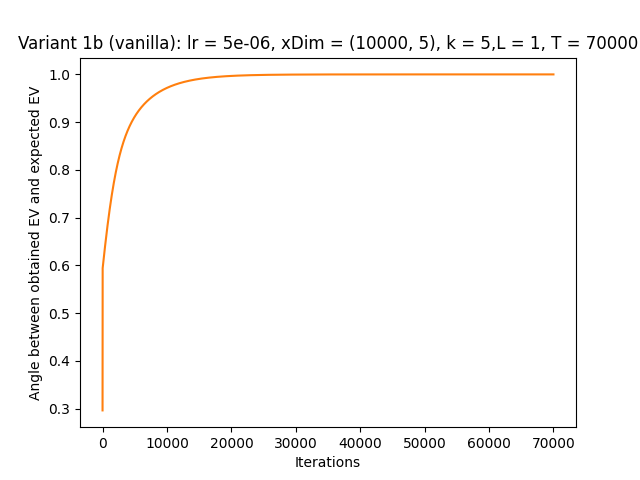 Variant 1b (vanilla): lr = 5e-06, xDim = (10000, 5), k = 5,L = 1, T = 70000
Angle between obtained EV and expected EV
1.0
0.9
0.8
0.7
0.6
0.5
0.4
0.3
0 10000 20000 30000 40000 50000 60000 70000
Iterations